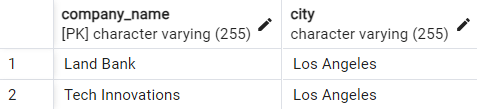 company_name city
[PK] character varying (255) character varying (255)
1 Land Bank Los Angeles
2 Tech Innovations Los Angeles